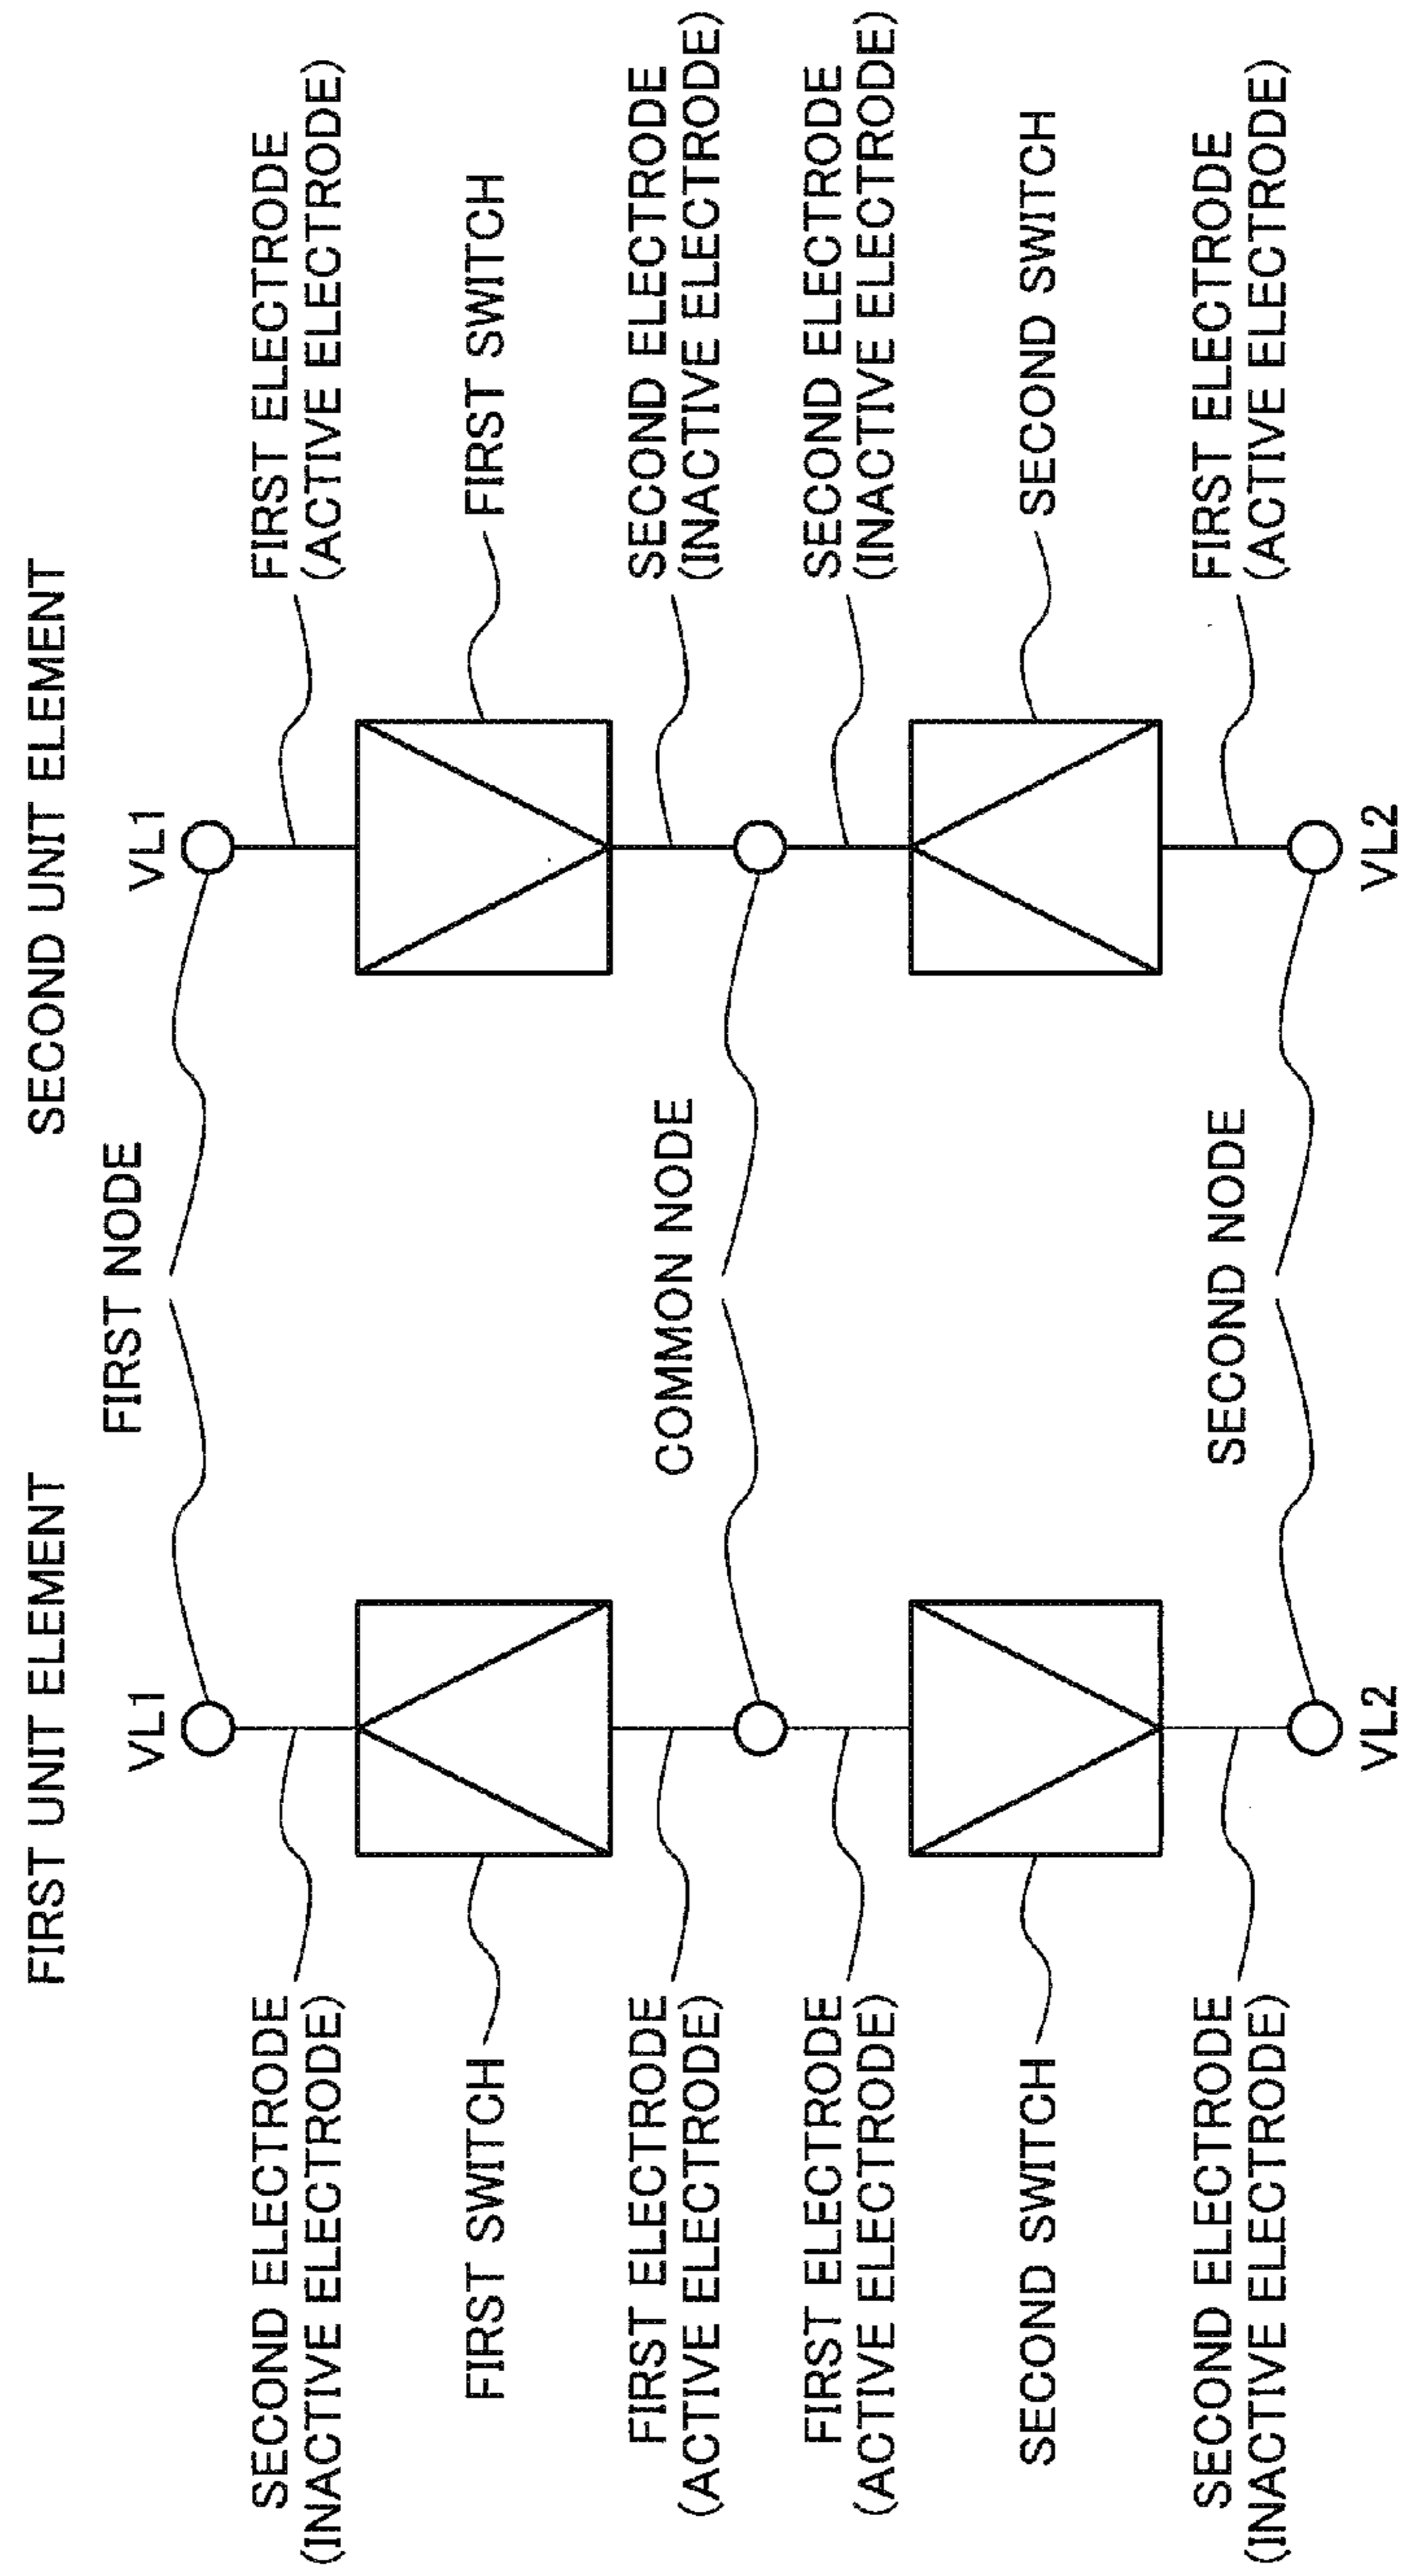 FIRST UNIT ELEMENT
SECOND UNIT ELEMENT
FIRST NODE
VL1
VL1
SECOND ELECTRODE
(INACTIVE ELECTRODE)
FIRST ELECTRODE
(ACTIVE ELECTRODE)
FIRST SWITCH
FIRST SWITCH
FIRST ELECTRODE
(ACTIVE ELECTRODE)
COMMON NODE
SECOND ELECTRODE
(INACTIVE ELECTRODE)
FIRST ELECTRODE
(ACTIVE ELECTRODE)
SECOND ELECTRODE
(INACTIVE ELECTRODE)
SECOND SWITCH
SECOND SWITCH
SECOND ELECTRODE
(INACTIVE ELECTRODE)
SECOND NODE
FIRST ELECTRODE
(ACTIVE ELECTRODE)
VL2
VL2